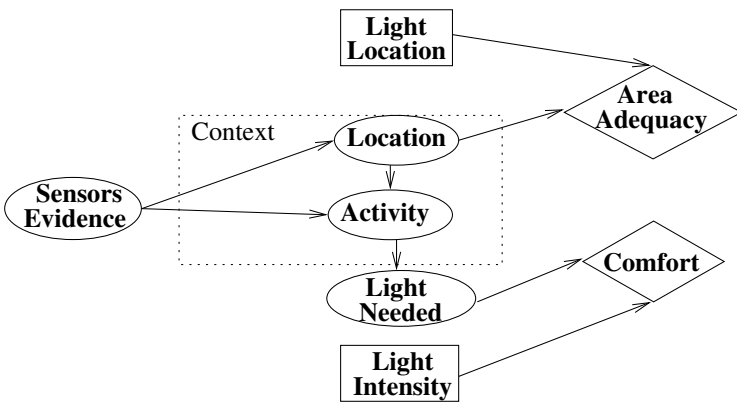 Light
Location
Area
Adequacy
Context
Location
Sensors
Evidence
Activity
Comfort
Light
Needed
Light
Intensity